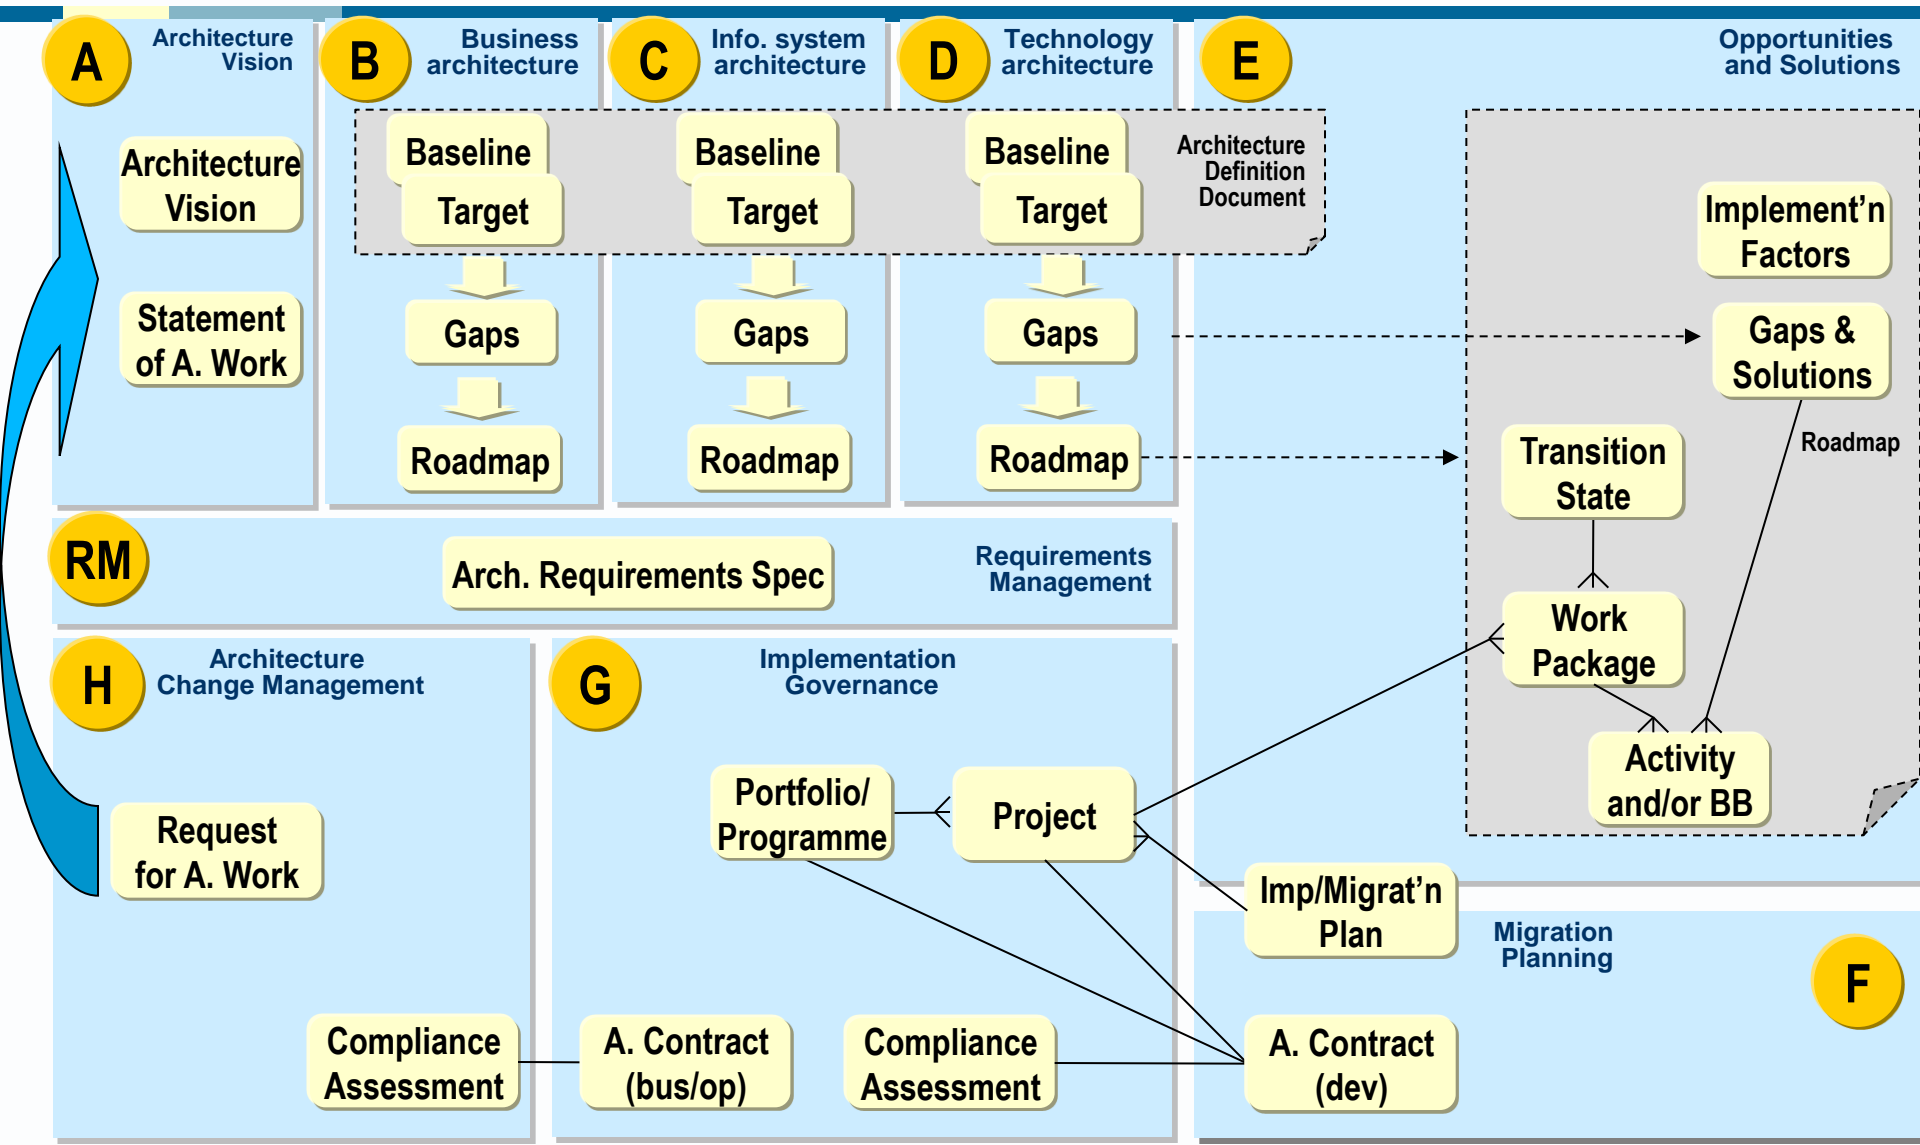 A
Architecture
Vision
Architecture
Vision
Statement
of A. Work
B
Business
architecture
Baseline
Target
Gaps
Roadmap
C
Info. system
architecture
Baseline
Target
Gaps
Roadmap
D
Technology
architecture
Baseline
Target
Gaps
Roadmap
Architecture
Definition
Document
E
Opportunities
and Solutions
Implement’n
Factors
Gaps &
Solutions
Roadmap
Transition
State
Work
Package
Activity
and/or BB
RM
Arch. Requirements Spec
Requirements
Management
H
Architecture
Change Management
Request
for A. Work
Compliance
Assessment
G
Implementation
Governance
Portfolio/
Programme
Project
A. Contract
(bus/op)
Compliance
Assessment
Imp/Migrat’n
Plan
Migration
Planning
F
A. Contract
(dev)